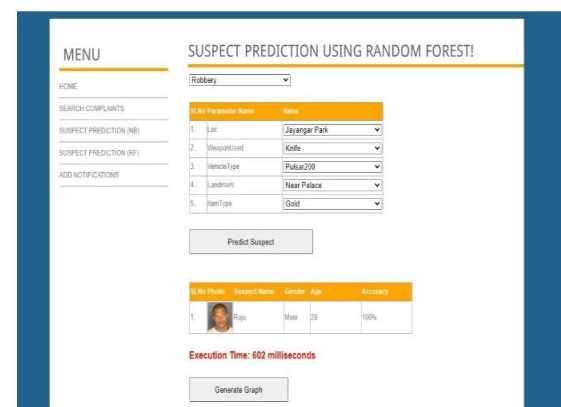 MENU
HOME
SEARCH COMPLAINTS
SUSPECT PREDICTION (NB)
SUSPECT PREDICTION (RF)
ADD NOTIFICATIONS
SUSPECT PREDICTION USING RANDOM FOREST!
Robbery
SI.No Parameter Name Value
1. Loc Jayangar Park
2. WeaponUsed Knife
3. VehicleType Pulsar200
4. Landmark Near Palace
5. ItemType Gold
Predict Suspect
SI.No Photo Suspect Name Gender Age Accuracy
1. Raju Male 28 100%
Execution Time: 602 milliseconds
Generate Graph